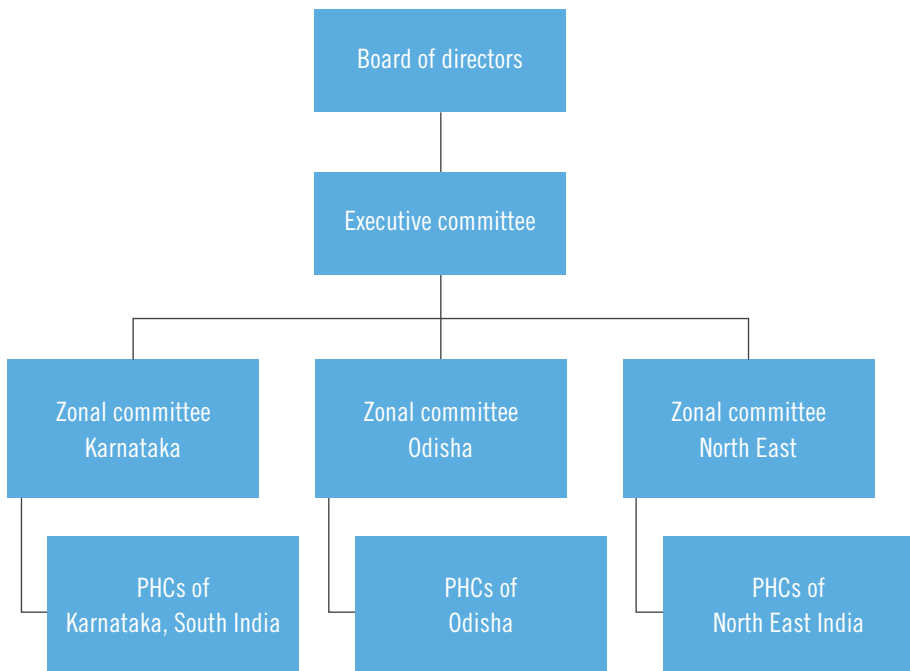 Board of directors
Executive committee
Zonal committee
Karnataka
Zonal committee
Odisha
Zonal committee
North East
PHCs of
Karnataka, South India
PHCs of
Odisha
PHCs of
North East India